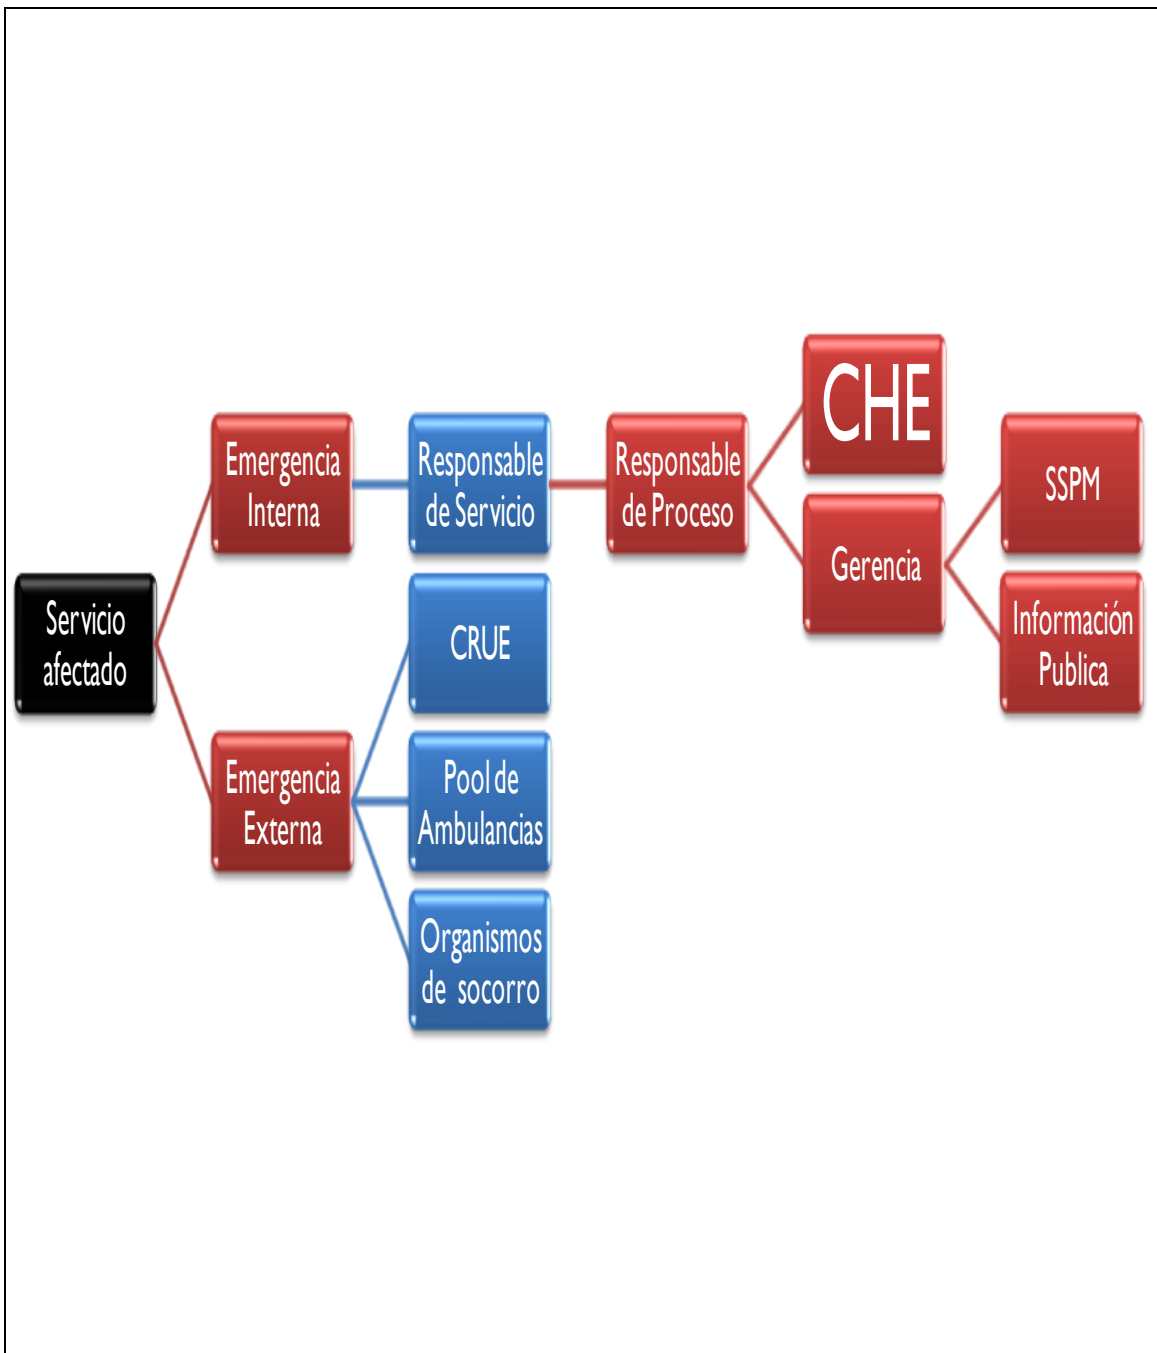 Servicio
afectado
Emergencia
Interna
Responsable
de Servicio
Responsable
de Proceso
CHE
Gerencia
SSPM
Información
Publica
Emergencia
Externa
CRUE
Pool de
Ambulancias
Organismos
de socorro